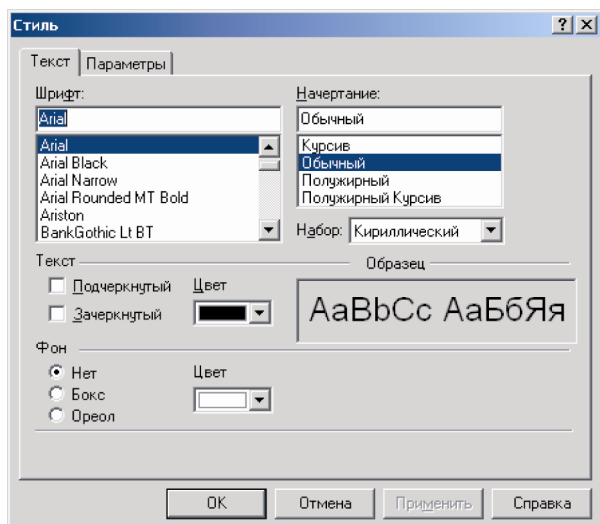 Стиль
Текст Параметры
Шрифт: Начертание:
Arial Обычный
Arial Курсив
Arial Black Обычный
Arial Narrow Полужирный
Arial Rounded MT Bold Полужирный Курсив
Ariston
BankGothic Lt BT Набор: Кириллический
Текст Образец
Подчеркнутый Цвет
Зачеркнутый AaBbCc АаБбЯя
Фон
Нет Цвет
Бокс
Ореол
OK Отмена Применить Справка